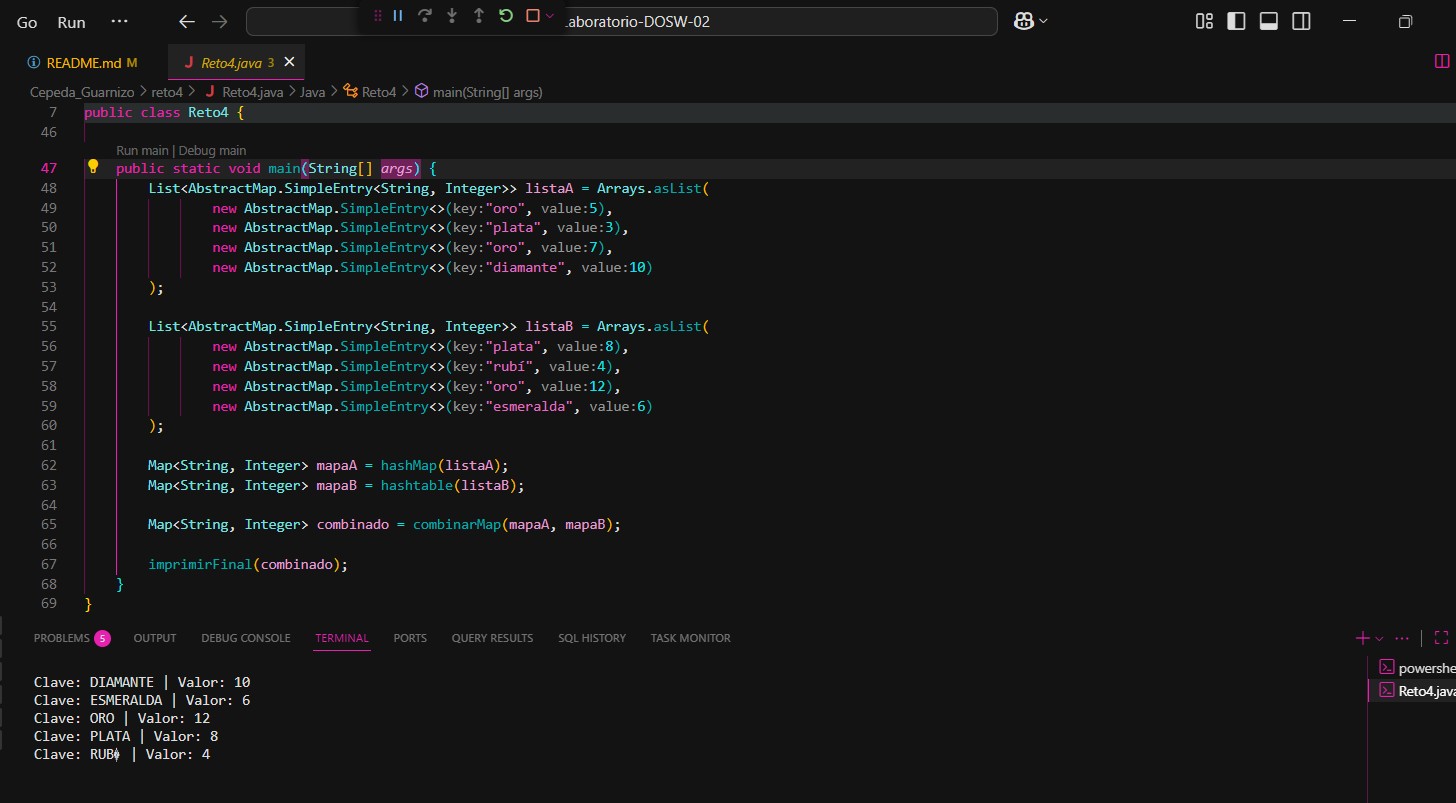 Go Run ··· Laboratorio-DOSW-02
README.md M Reto4.java 3
Cepeda_Guarnizo > reto4 > Reto4.java > Java > Reto4 > main(String[] args)
7 public class Reto4 {
46
Run main | Debug main
47 public static void main(String[] args) {
48 List<AbstractMap.SimpleEntry<String, Integer>> listaA = Arrays.asList(
49 new AbstractMap.SimpleEntry<>(key:"oro", value:5),
50 new AbstractMap.SimpleEntry<>(key:"plata", value:3),
51 new AbstractMap.SimpleEntry<>(key:"oro", value:7),
52 new AbstractMap.SimpleEntry<>(key:"diamante", value:10)
53 );
54
55 List<AbstractMap.SimpleEntry<String, Integer>> listaB = Arrays.asList(
56 new AbstractMap.SimpleEntry<>(key:"plata", value:8),
57 new AbstractMap.SimpleEntry<>(key:"rubí", value:4),
58 new AbstractMap.SimpleEntry<>(key:"oro", value:12),
59 new AbstractMap.SimpleEntry<>(key:"esmeralda", value:6)
60 );
61
62 Map<String, Integer> mapaA = hashMap(listaA);
63 Map<String, Integer> mapaB = hashtable(listaB);
64
65 Map<String, Integer> combinado = combinarMap(mapaA, mapaB);
66
67 imprimirFinal(combinado);
68 }
69 }
PROBLEMS 5 OUTPUT DEBUG CONSOLE TERMINAL PORTS QUERY RESULTS SQL HISTORY TASK MONITOR
powershe
Reto4.java
Clave: DIAMANTE | Valor: 10
Clave: ESMERALDA | Valor: 6
Clave: ORO | Valor: 12
Clave: PLATA | Valor: 8
Clave: RUB� | Valor: 4